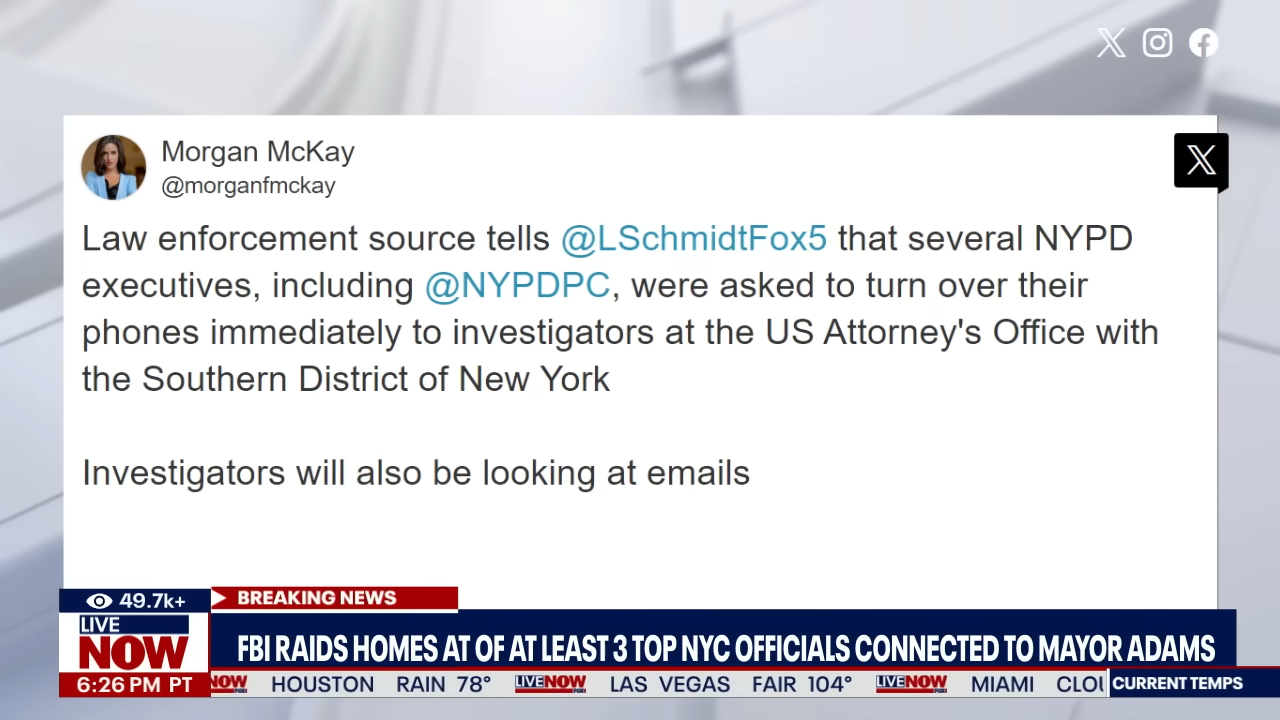 Morgan McKay
@morganfmckay
Law enforcement source tells @LSchmidtFox5 that several NYPD
executives, including @NYPDPC, were asked to turn over their
phones immediately to investigators at the US Attorney's Office with
the Southern District of New York
Investigators will also be looking at emails
49.7k+
BREAKING NEWS
LIVE
NOW
FBI RAIDS HOMES AT OF AT LEAST 3 TOP NYC OFFICIALS CONNECTED TO MAYOR ADAMS
6:26 PM PT
NOW HOUSTON RAIN 78° LIVENOW LAS VEGAS FAIR 104° LIVENOW MIAMI CLOU CURRENT TEMPS